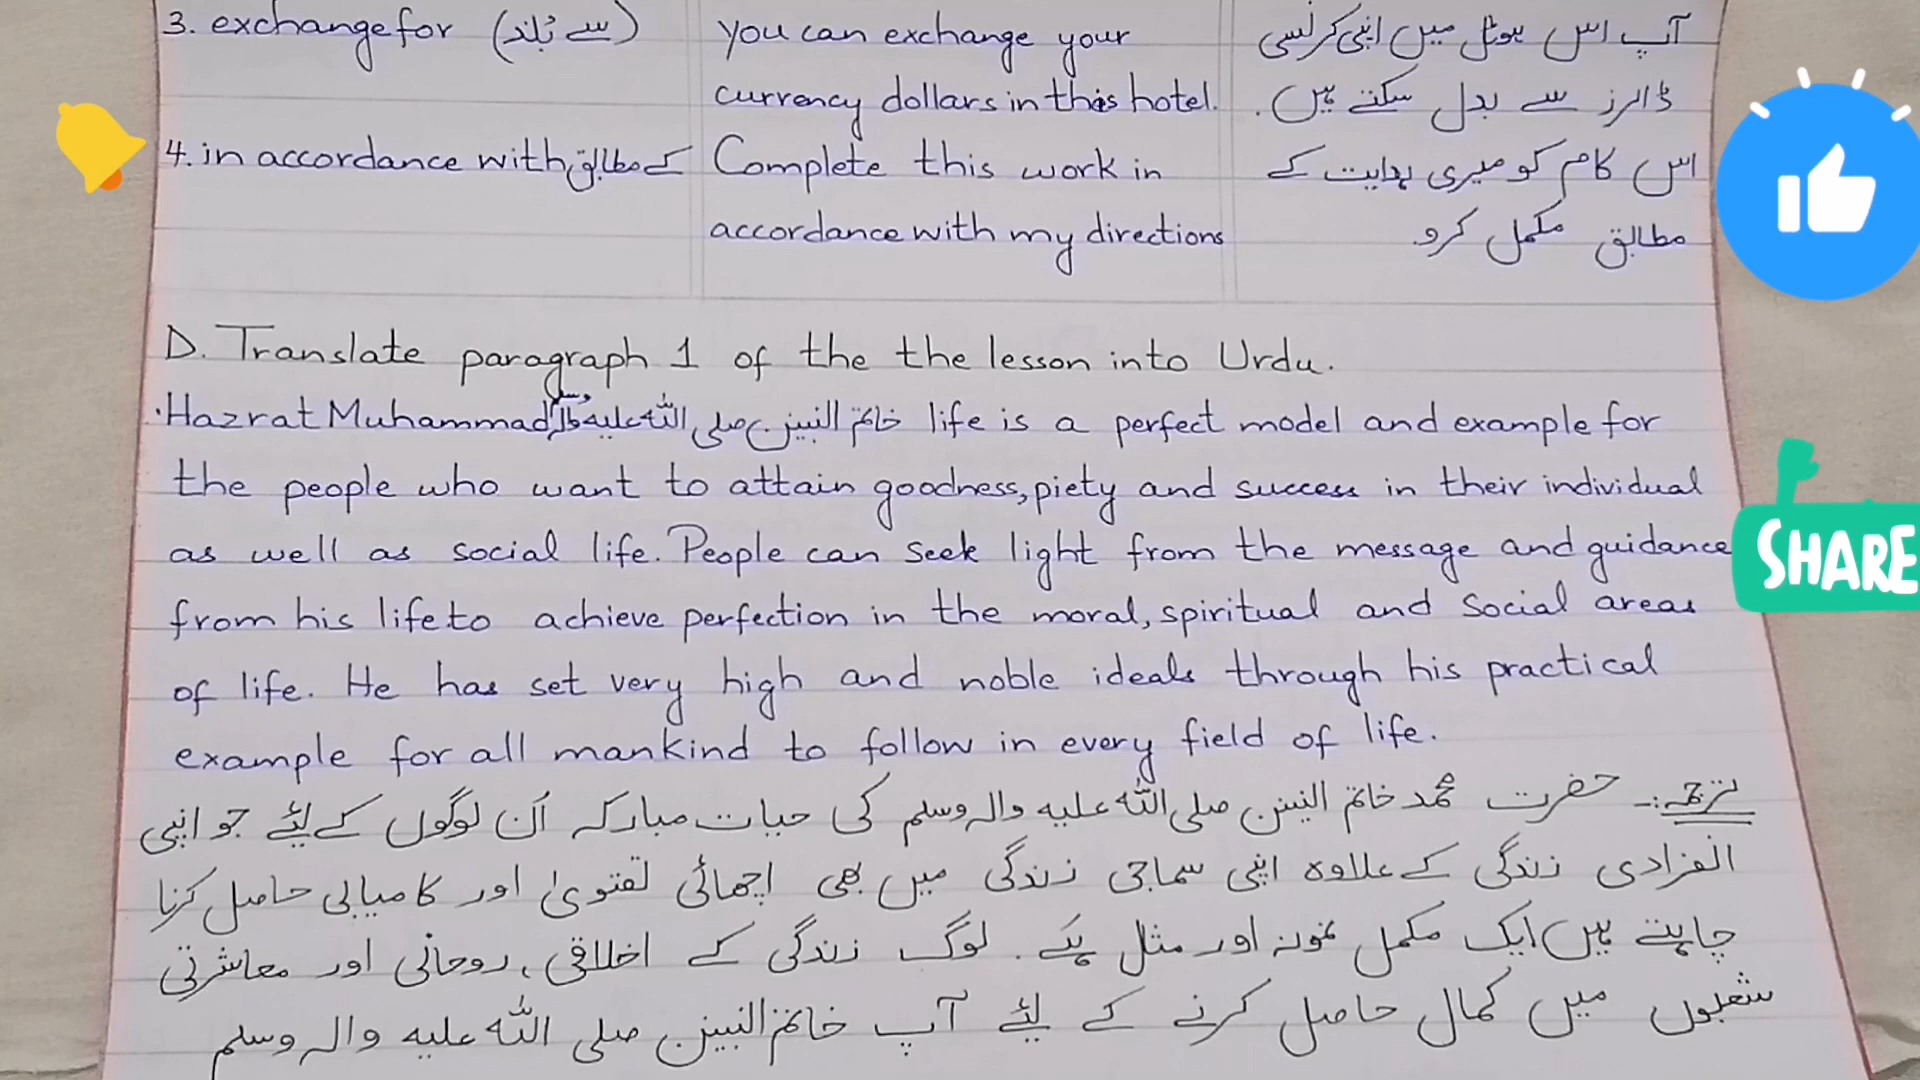 3. exchange for (سے بُلند) you can exchange your آپ اس ہوٹل میں اپنی کرنسی
currency dollars in this hotel. ڈالرز سے بدل سکتے ہیں.
4. in accordance with کے مطابق Complete this work in اس کام کو میری ہدایت کے
accordance with my directions مطابق مکمل کرو.
D. Translate paragraph 1 of the the lesson into Urdu.
Hazrat Muhammad خاتم النبیین صلی اللہ علیہ وآلہ وسلم life is a perfect model and example for
the people who want to attain goodness, piety and success in their individual
as well as social life. People can seek light from the message and guidance
from his life to achieve perfection in the moral, spiritual and social areas
of life. He has set very high and noble ideals through his practical
example for all mankind to follow in every field of life.
ترجمہ:- حضرت محمد خاتم النبیین صلی اللہ علیہ والہ وسلم کی حیات مبارکہ اُن لوگوں کے لیٔے جو اپنی
انفرادی زندگی کے علاوہ اپنی سماجی زندگی میں بھی اچھائی تقتویٰ اور کامیابی حاصل کرنا
چاہتے ہیں ایک مکمل نمونہ اور مثل ہے. لوگ زندگی کے اخلاقی، روحانی اور معاشرتی
شعبوں میں کمال حاصل کرنے کے لیٔے آپ خاتم النبیین صلی اللہ علیہ والہ وسلم
SHARE